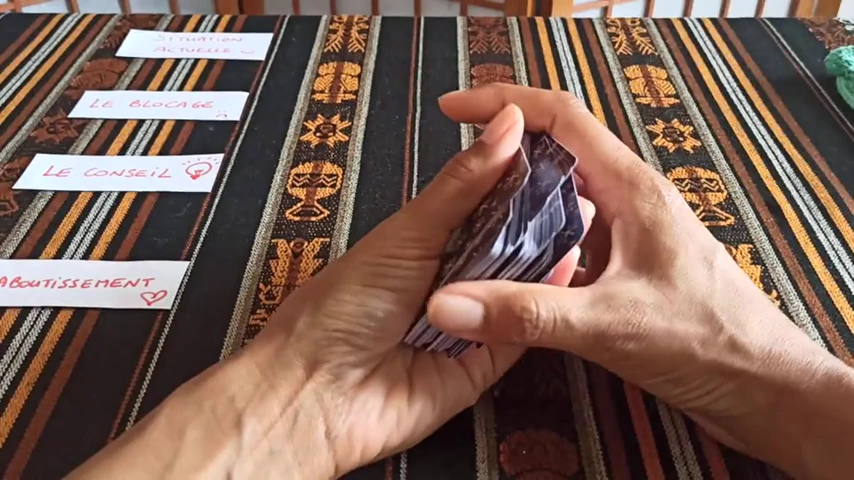 SITUATION
ACTUELLE
LE BLOCAGE
LE CONSEIL
ABOUTISSEMENT